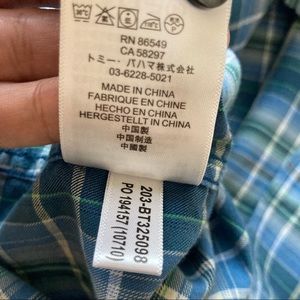 RN 86549
CA 58297
トミー・バハマ株式会社
03-6228-5021
MADE IN CHINA
FABRIQUE EN CHINE
HECHO EN CHINA
HERGESTELLT IN CHINA
中国製
中国制造
中國製
203-BT325098
PO 194157 (10710)